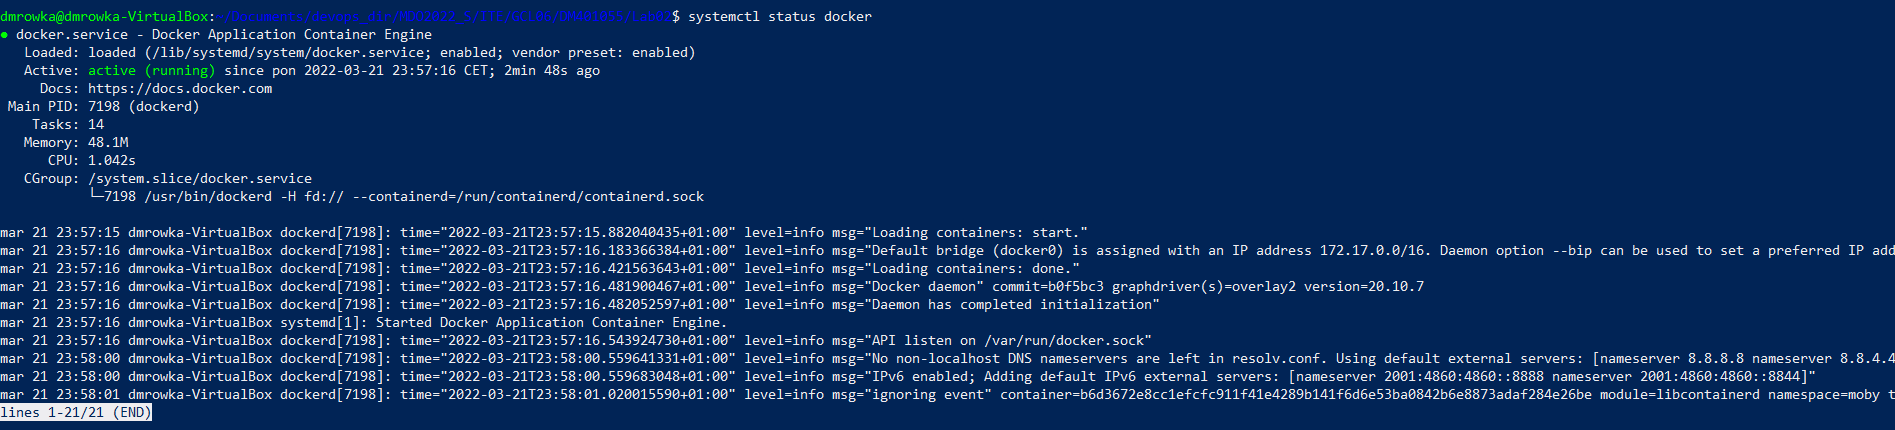 dmrowka@dmrowka-VirtualBox:$ systemctl status docker
● docker.service - Docker Application Container Engine
Loaded: loaded (/lib/systemd/system/docker.service; enabled; vendor preset: enabled)
Active: active (running) since pon 2022-03-21 23:57:16 CET; 2min 48s ago
Docs: https://docs.docker.com
Main PID: 7198 (dockerd)
Tasks: 14
Memory: 48.1M
CPU: 1.042s
CGroup: /system.slice/docker.service
└─7198 /usr/bin/dockerd -H fd:// --containerd=/run/containerd/containerd.sock
mar 21 23:57:15 dmrowka-VirtualBox dockerd[7198]: time="2022-03-21T23:57:15.882040435+01:00" level=info msg="Loading containers: start."
mar 21 23:57:16 dmrowka-VirtualBox dockerd[7198]: time="2022-03-21T23:57:16.183366384+01:00" level=info msg="Default bridge (docker0) is assigned with an IP address 172.17.0.0/16. Daemon option --bip can be used to set a preferred IP add
mar 21 23:57:16 dmrowka-VirtualBox dockerd[7198]: time="2022-03-21T23:57:16.421563643+01:00" level=info msg="Loading containers: done."
mar 21 23:57:16 dmrowka-VirtualBox dockerd[7198]: time="2022-03-21T23:57:16.481900467+01:00" level=info msg="Docker daemon" commit=b0f5bc3 graphdriver(s)=overlay2 version=20.10.7
mar 21 23:57:16 dmrowka-VirtualBox dockerd[7198]: time="2022-03-21T23:57:16.482052597+01:00" level=info msg="Daemon has completed initialization"
mar 21 23:57:16 dmrowka-VirtualBox systemd[1]: Started Docker Application Container Engine.
mar 21 23:57:16 dmrowka-VirtualBox dockerd[7198]: time="2022-03-21T23:57:16.543924730+01:00" level=info msg="API listen on /var/run/docker.sock"
mar 21 23:58:00 dmrowka-VirtualBox dockerd[7198]: time="2022-03-21T23:58:00.559641331+01:00" level=info msg="No non-localhost DNS nameservers are left in resolv.conf. Using default external servers: [nameserver 8.8.8.8 nameserver 8.8.4.4
mar 21 23:58:00 dmrowka-VirtualBox dockerd[7198]: time="2022-03-21T23:58:00.559683048+01:00" level=info msg="IPv6 enabled; Adding default IPv6 external servers: [nameserver 2001:4860:4860::8888 nameserver 2001:4860:4860::8844]"
mar 21 23:58:01 dmrowka-VirtualBox dockerd[7198]: time="2022-03-21T23:58:01.020015590+01:00" level=info msg="ignoring event" container=b6d3672e8cc1efcfc911f41e4289b141f6d6e53ba0842b6e8873adaf284e26be module=libcontainerd namespace=moby t
lines 1-21/21 (END)